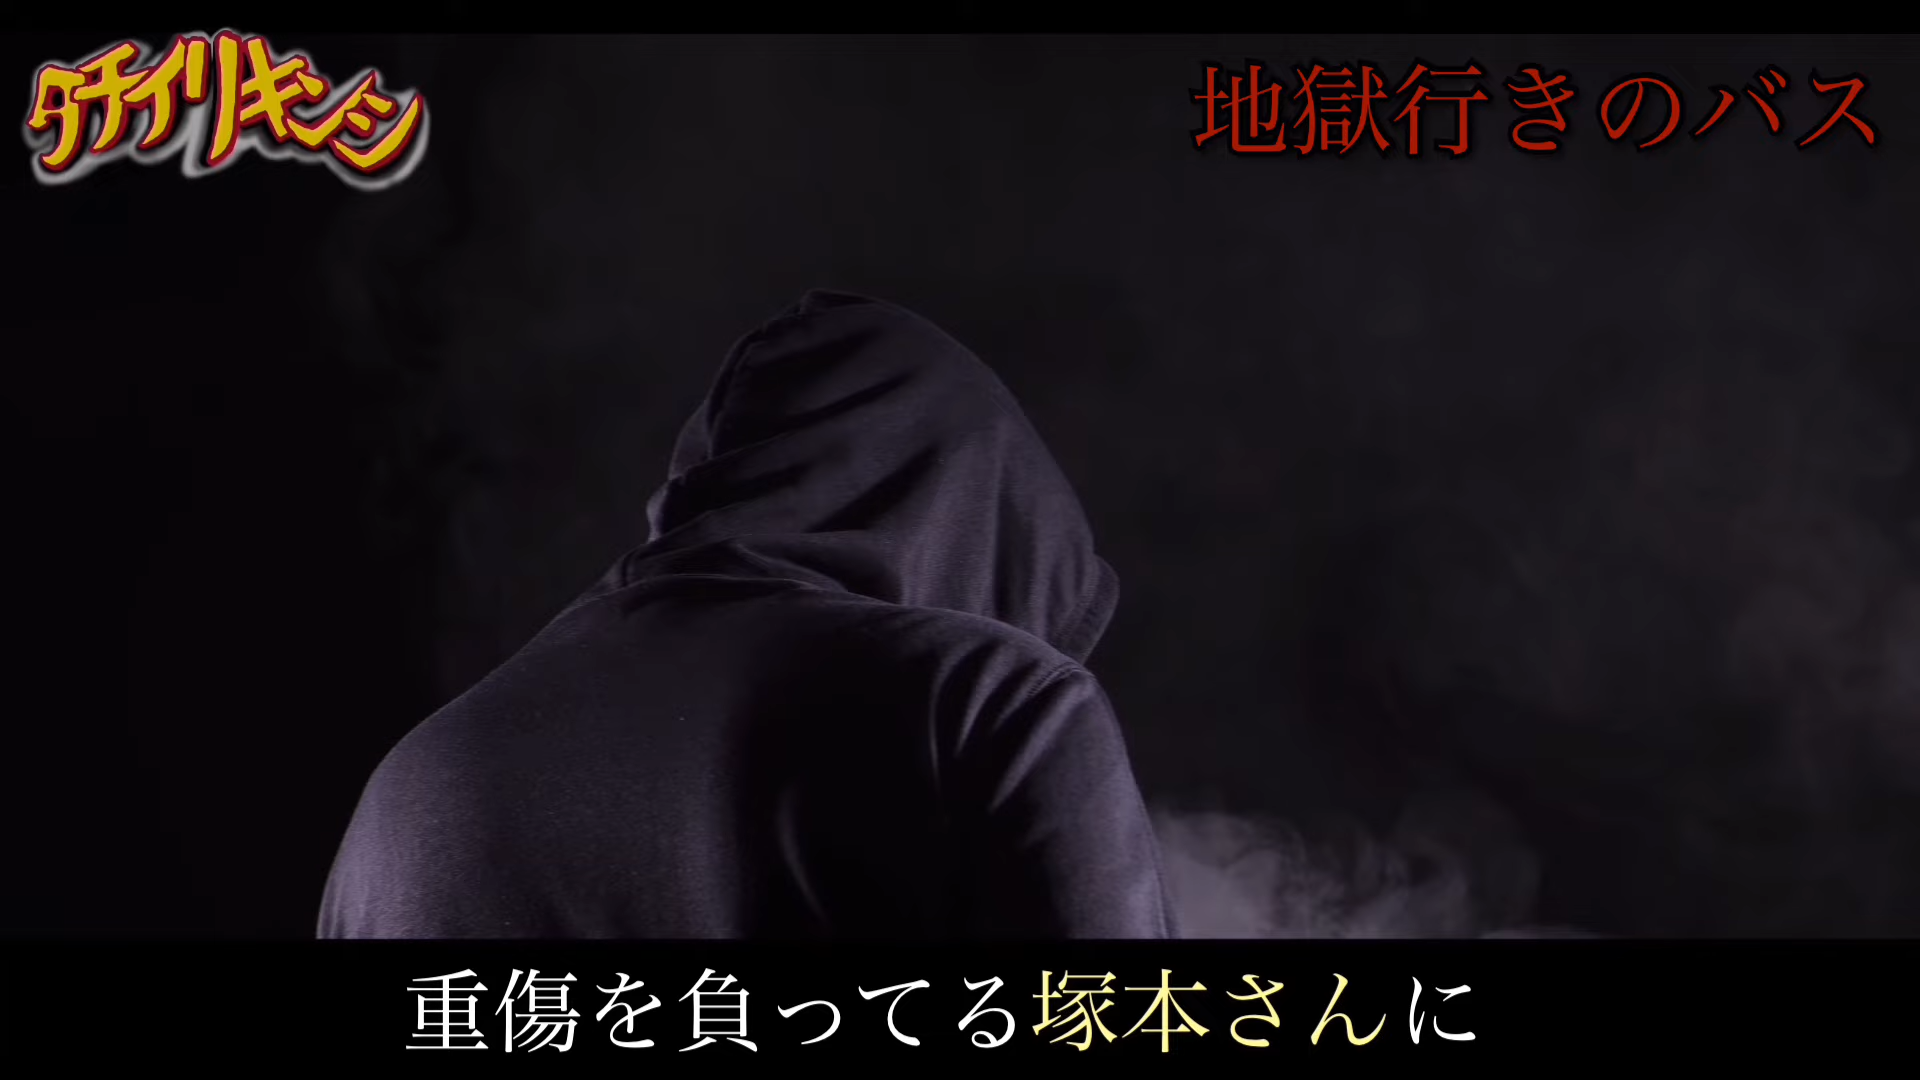 タチイリキンシ
地獄行きのバス
重傷を負ってる塚本さんに